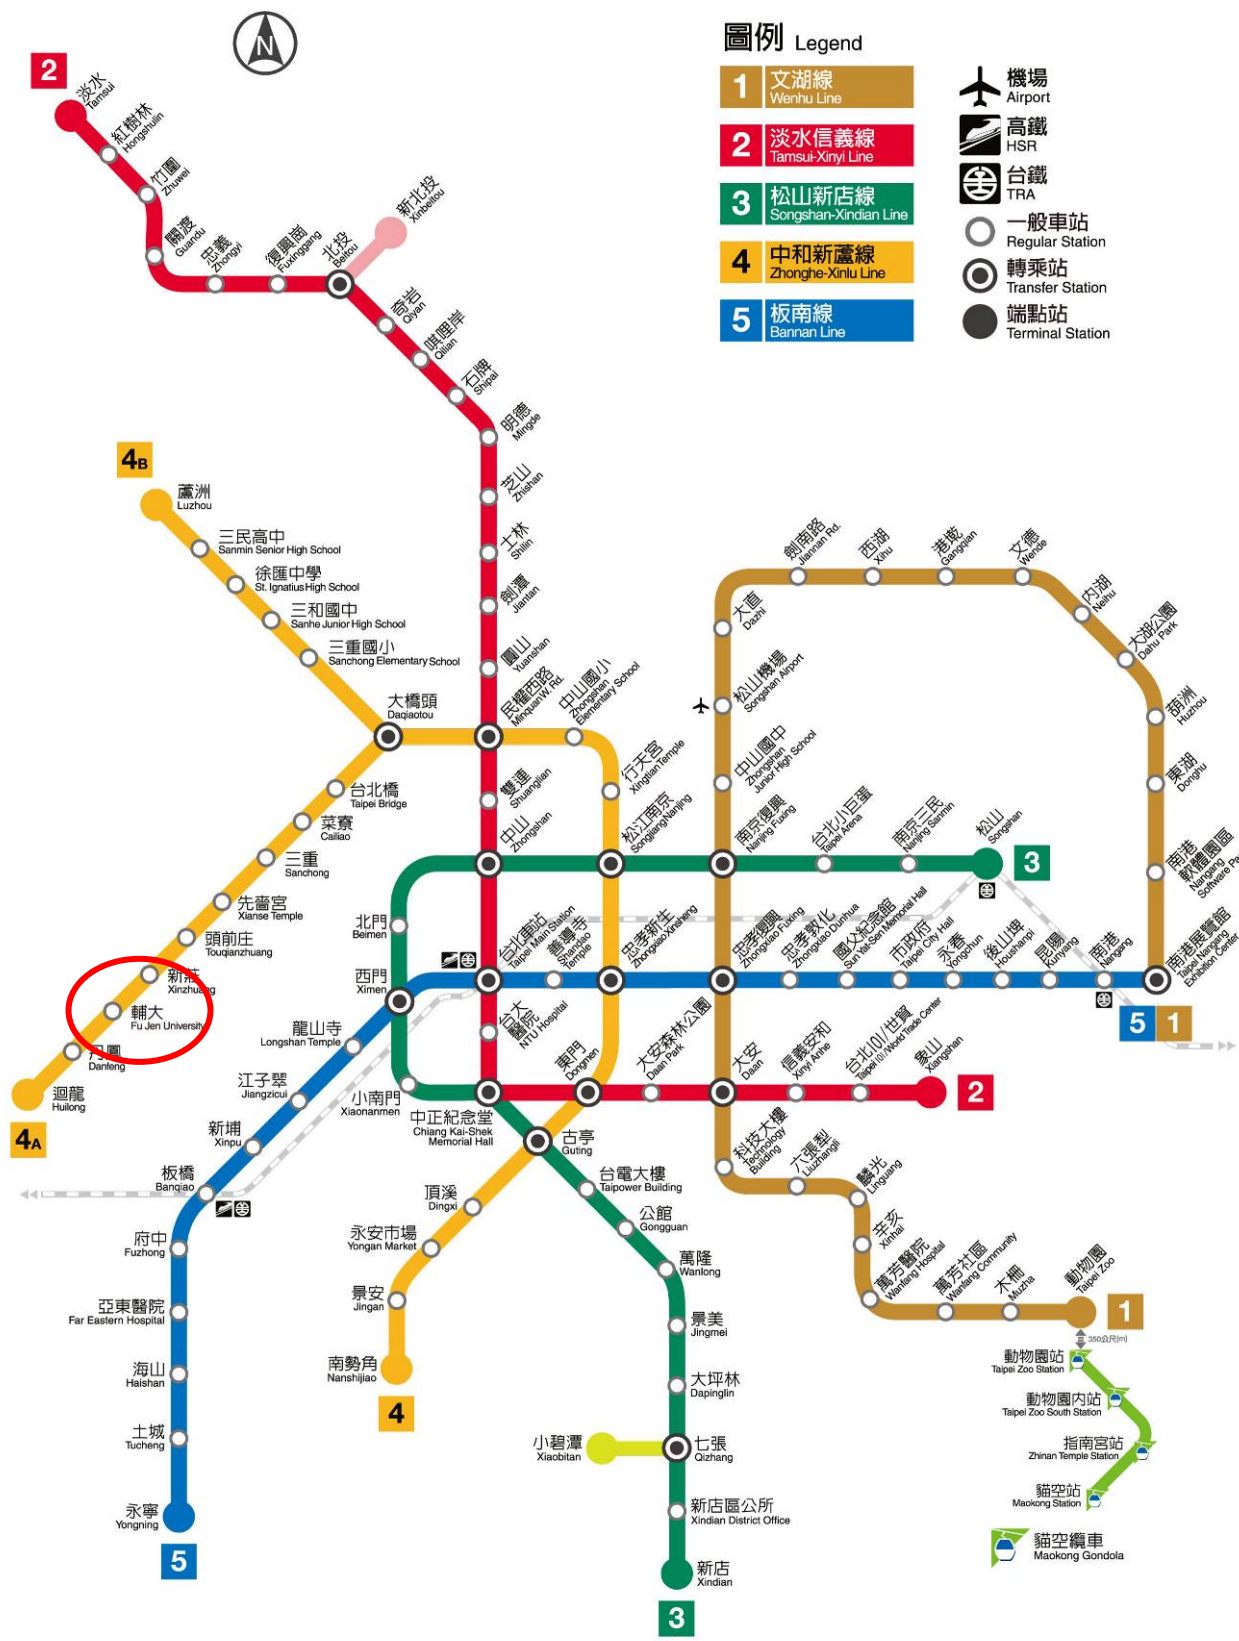 N
圖例 Legend
1 文湖線
Wenhu Line
2 淡水信義線
Tamsui-Xinyi Line
3 松山新店線
Songshan-Xindian Line
4 中和新蘆線
Zhonghe-Xinlu Line
5 板南線
Bannan Line
機場
Airport
高鐵
HSR
台鐵
TRA
一般車站
Regular Station
轉乘站
Transfer Station
端點站
Terminal Station
2
淡水
Tamsui
紅樹林
Hongshulin
竹圍
Zhuwei
關渡
Guandu
忠義
Zhongyi
復興崗
Fuxinggang
北投
Beitou
新北投
Xinbeitou
奇岩
Qiyan
唭哩岸
Qilian
石牌
Shipai
明德
Mingde
芝山
Zhishan
士林
Shilin
劍潭
Jiantan
圓山
Yuanshan
民權西路
Minquan W. Rd.
雙連
Shuanglian
中山
Zhongshan
台北車站
Taipei Main Station
台大
醫院
NTU Hospital
中正紀念堂
Chiang Kai-Shek
Memorial Hall
東門
Dongmen
大安森林公園
Daan Park
大安
Daan
信義安和
Xinyi Anhe
台北101/世貿
Taipei 101/World Trade Center
象山
Xiangshan
2
4B
蘆洲
Luzhou
三民高中
Sanmin Senior High School
徐匯中學
St. Ignatius High School
三和國中
Sanhe Junior High School
三重國小
Sanchong Elementary School
大橋頭
Daqiaotou
台北橋
Taipei Bridge
菜寮
Cailiao
三重
Sanchong
先嗇宮
Xianse Temple
頭前庄
Touqianzhuang
新莊
Xinzhuang
輔大
Fu Jen University
丹鳳
Danfeng
迴龍
Huilong
4A
中山國小
Zhongshan
Elementary School
行天宮
Xingtian Temple
松江南京
Songjiang Nanjing
忠孝新生
Zhongxiao Xinsheng
古亭
Guting
頂溪
Dingxi
永安市場
Yongan Market
景安
Jingan
南勢角
Nanshijiao
4
劍南路
Jiannan Rd.
西湖
Xihu
港墘
Gangqian
文德
Wende
內湖
Neihu
大湖公園
Dahu Park
葫洲
Huzhou
東湖
Donghu
南港
軟體園區
Nangang
Software Pa
南港展覽館
Taipei Nangang
Exhibition Center
5 1
大直
Dazhi
松山機場
Songshan Airport
中山國中
Zhongshan
Junior High School
南京復興
Nanjing Fuxing
台北小巨蛋
Taipei Arena
南京三民
Nanjing Sanmin
松山
Songshan
3
北門
Beimen
西門
Ximen
小南門
Xiaonanmen
善導寺
Shandao
Temple
忠孝復興
Zhongxiao Fuxing
忠孝敦化
Zhongxiao Dunhua
國父紀念館
Sun Yat-Sen Memorial Hall
市政府
Taipei City Hall
永春
Yongchun
後山埤
Houshanpi
昆陽
Kunyang
南港
Nangang
龍山寺
Longshan Temple
江子翠
Jiangzicui
新埔
Xinpu
板橋
Banqiao
府中
Fuzhong
亞東醫院
Far Eastern Hospital
海山
Haishan
土城
Tucheng
永寧
Yongning
5
科技大樓
Technology
Building
六張犁
Liuzhangli
麟光
Linguang
辛亥
Xinhai
萬芳醫院
Wanfang Hospital
萬芳社區
Wanfang Community
木柵
Muzha
動物園
Taipei Zoo
1
350公尺(m)
動物園站
Taipei Zoo Station
動物園內站
Taipei Zoo South Station
指南宮站
Zhinan Temple Station
貓空站
Maokong Station
貓空纜車
Maokong Gondola
台電大樓
Taipower Building
公館
Gongguan
萬隆
Wanlong
景美
Jingmei
大坪林
Dapinglin
小碧潭
Xiaobitan
七張
Qizhang
新店區公所
Xindian District Office
新店
Xindian
3